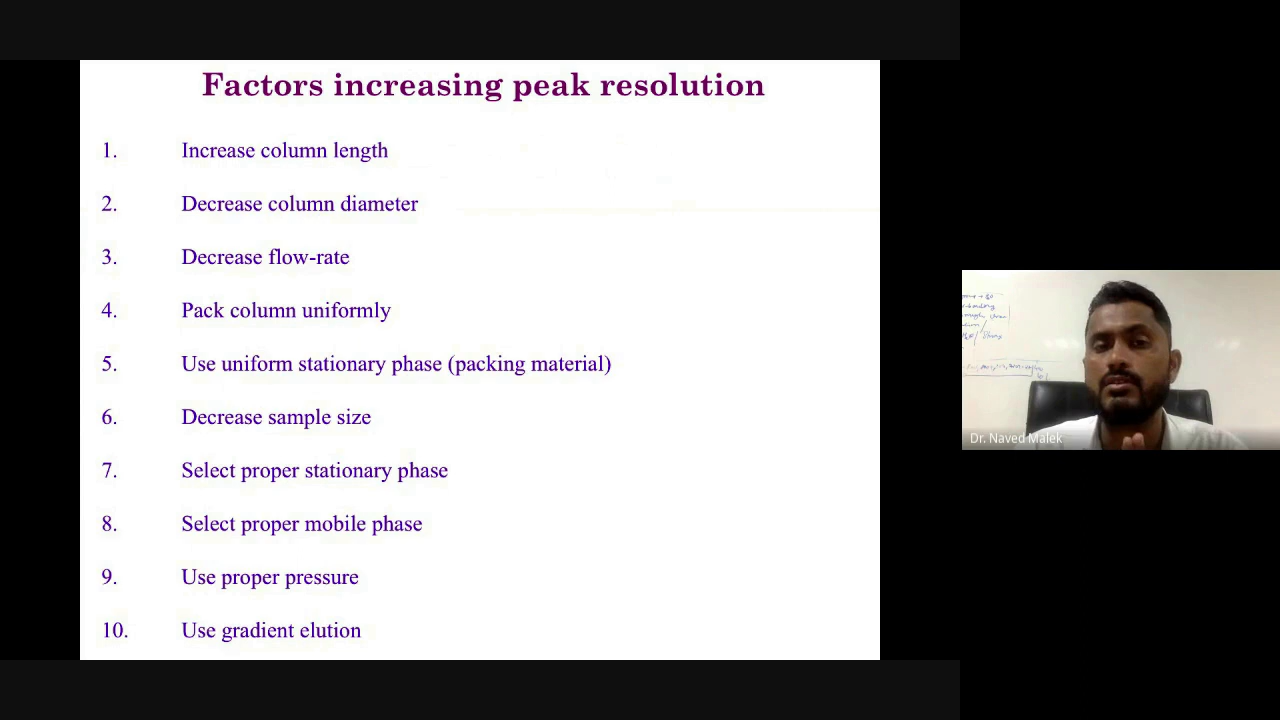 Factors increasing peak resolution
1. Increase column length
2. Decrease column diameter
3. Decrease flow-rate
4. Pack column uniformly
5. Use uniform stationary phase (packing material)
6. Decrease sample size
7. Select proper stationary phase
8. Select proper mobile phase
9. Use proper pressure
10. Use gradient elution
Dr. Naved Malek